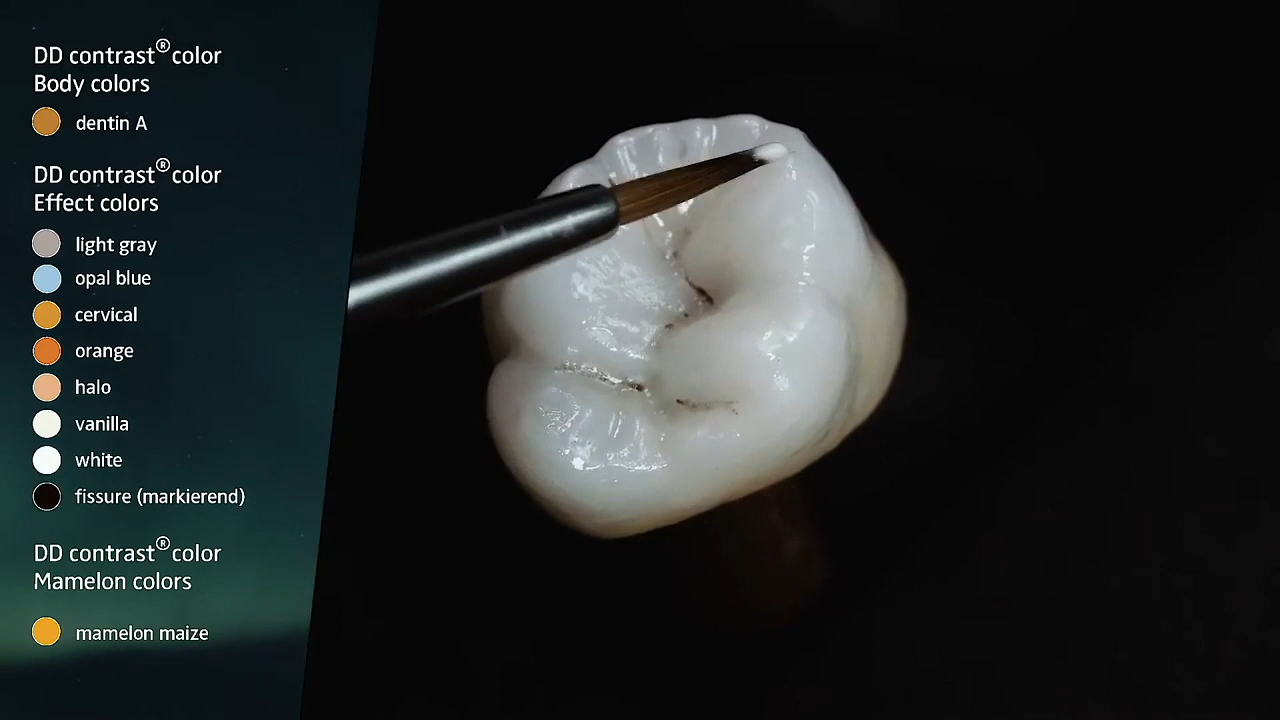 DD contrast®color
Body colors
dentin A
DD contrast®color
Effect colors
light gray
opal blue
cervical
orange
halo
vanilla
white
fissure (markierend)
DD contrast®color
Mamelon colors
mamelon maize